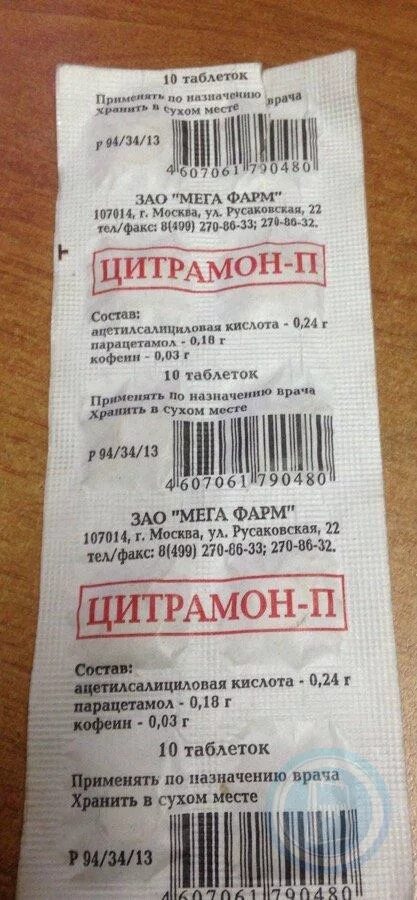 10 таблеток
Применять по назначению врача
Хранить в сухом месте
Р 94/34/13
4 607061 790480
ЗАО "МЕГА ФАРМ"
107014, г. Москва, ул. Русаковская, 22
тел/факс: 8(499) 270-86-33; 270-86-32.
ЦИТРАМОН-П
Состав:
ацетилсалициловая кислота - 0,24 г
парацетамол - 0,18 г
кофеин - 0,03 г
10 таблеток
Применять по назначению врача
Хранить в сухом месте
Р 94/34/13
4 607061 790480
ЗАО "МЕГА ФАРМ"
107014, г. Москва, ул. Русаковская, 22
тел/факс: 8(499) 270-86-33; 270-86-32.
ЦИТРАМОН-П
Состав:
ацетилсалициловая кислота - 0,24 г
парацетамол - 0,18 г
кофеин - 0,03 г
10 таблеток
Применять по назначению врача
Хранить в сухом месте
Р 94/34/13
4 607061 790480